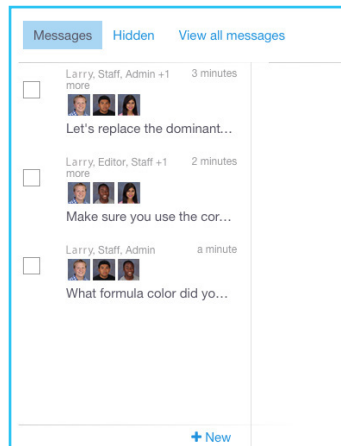 Messages Hidden View all messages
Larry, Staff, Admin +1 3 minutes
more
Let's replace the dominant...
Larry, Editor, Staff +1 2 minutes
more
Make sure you use the cor...
Larry, Staff, Admin a minute
What formula color did yo...
+ New